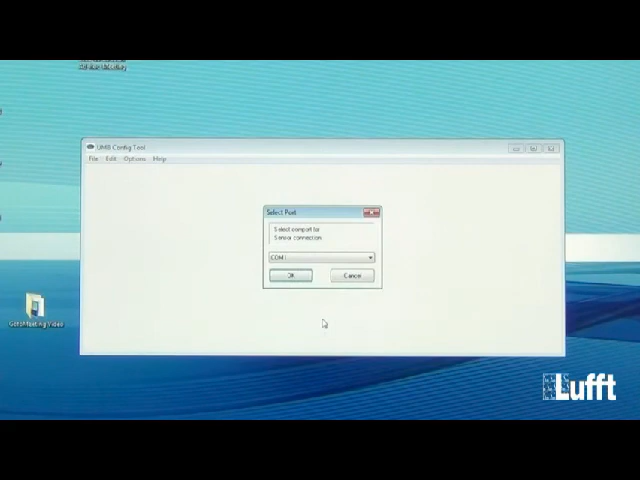 UMB Config Tool
File Edit Options Help
Select Port
Select comport for
Sensor connection:
COM1
OK Cancel
GotoMeeting Video
Lufft